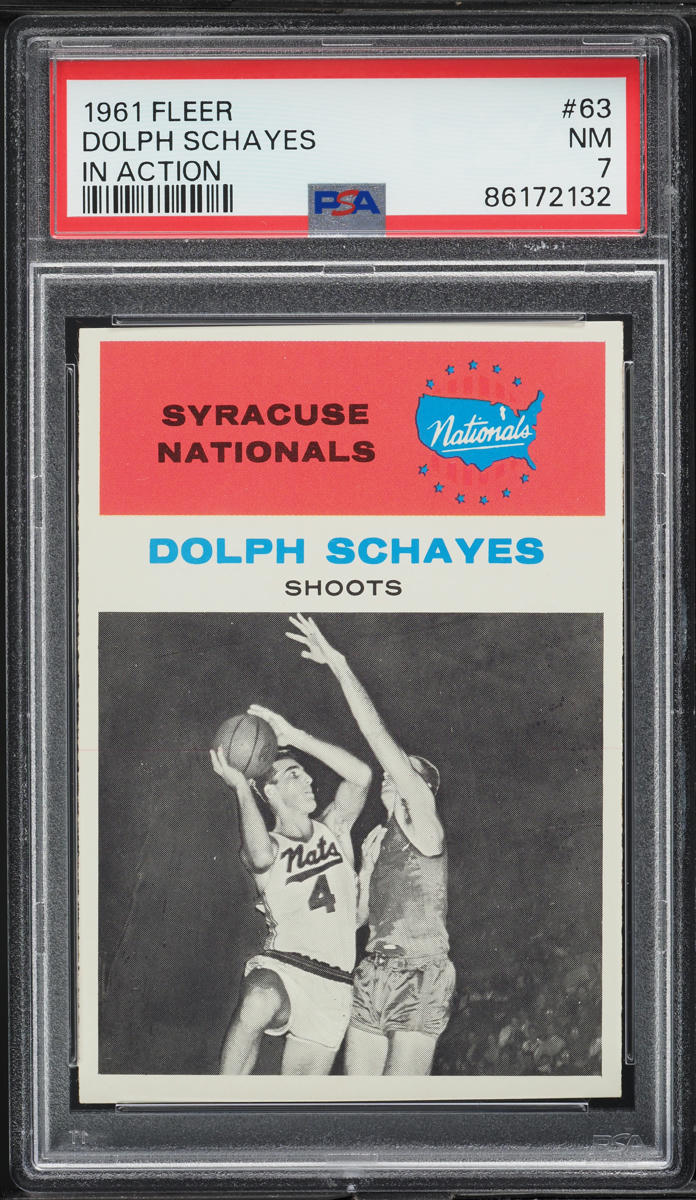 1961 FLEER #63
DOLPH SCHAYES NM
IN ACTION 7
PSA 86172132
SYRACUSE
NATIONALS
Nationals
DOLPH SCHAYES
SHOOTS
Nats
4
PSA